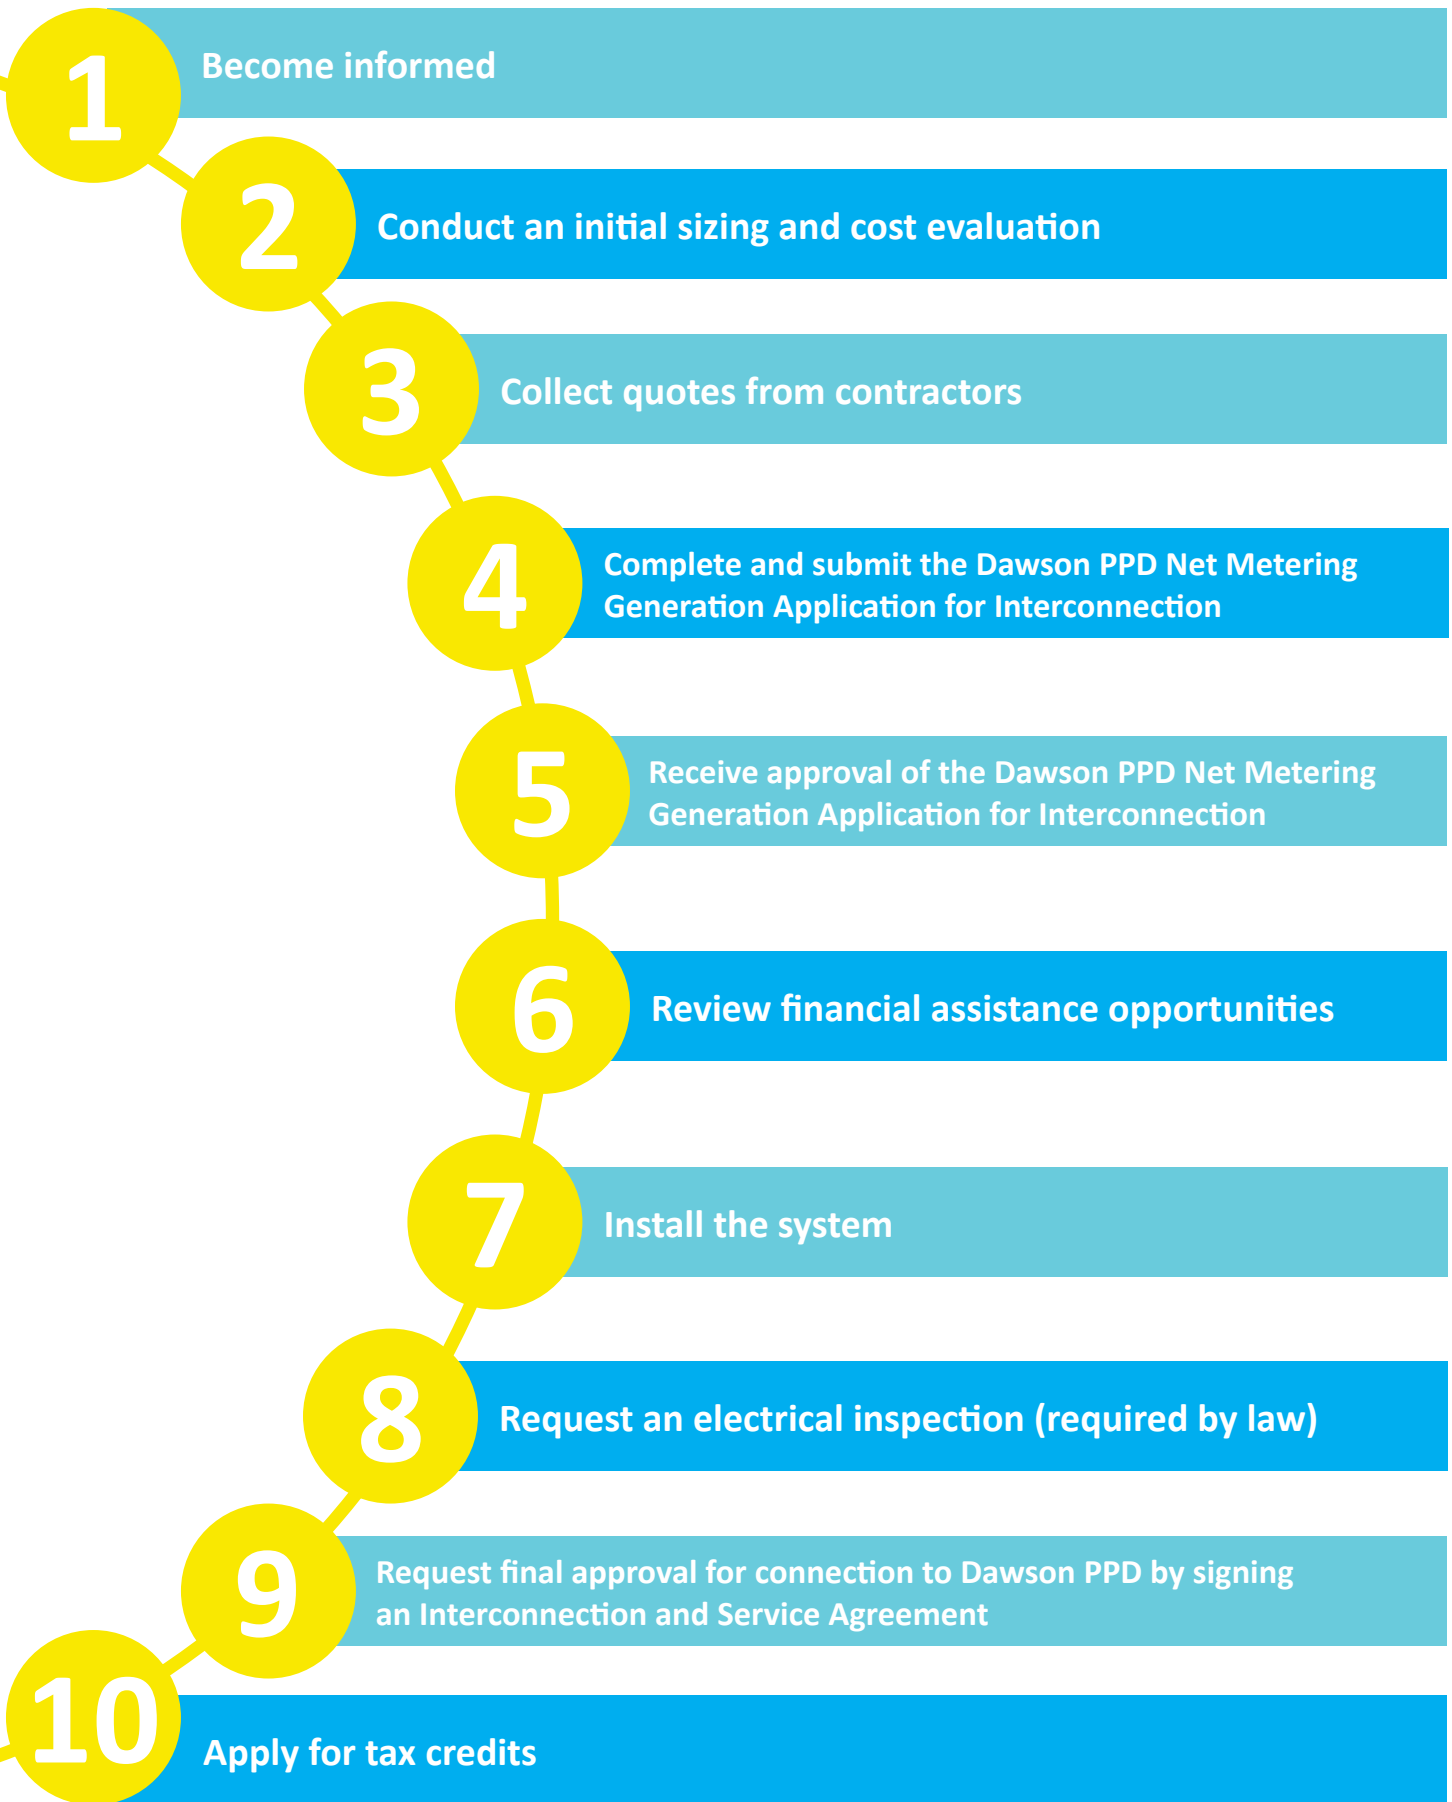 1
Become informed
2
Conduct an initial sizing and cost evaluation
3
Collect quotes from contractors
4
Complete and submit the Dawson PPD Net Metering
Generation Application for Interconnection
5
Receive approval of the Dawson PPD Net Metering
Generation Application for Interconnection
6
Review financial assistance opportunities
7
Install the system
8
Request an electrical inspection (required by law)
9
Request final approval for connection to Dawson PPD by signing
an Interconnection and Service Agreement
10
Apply for tax credits